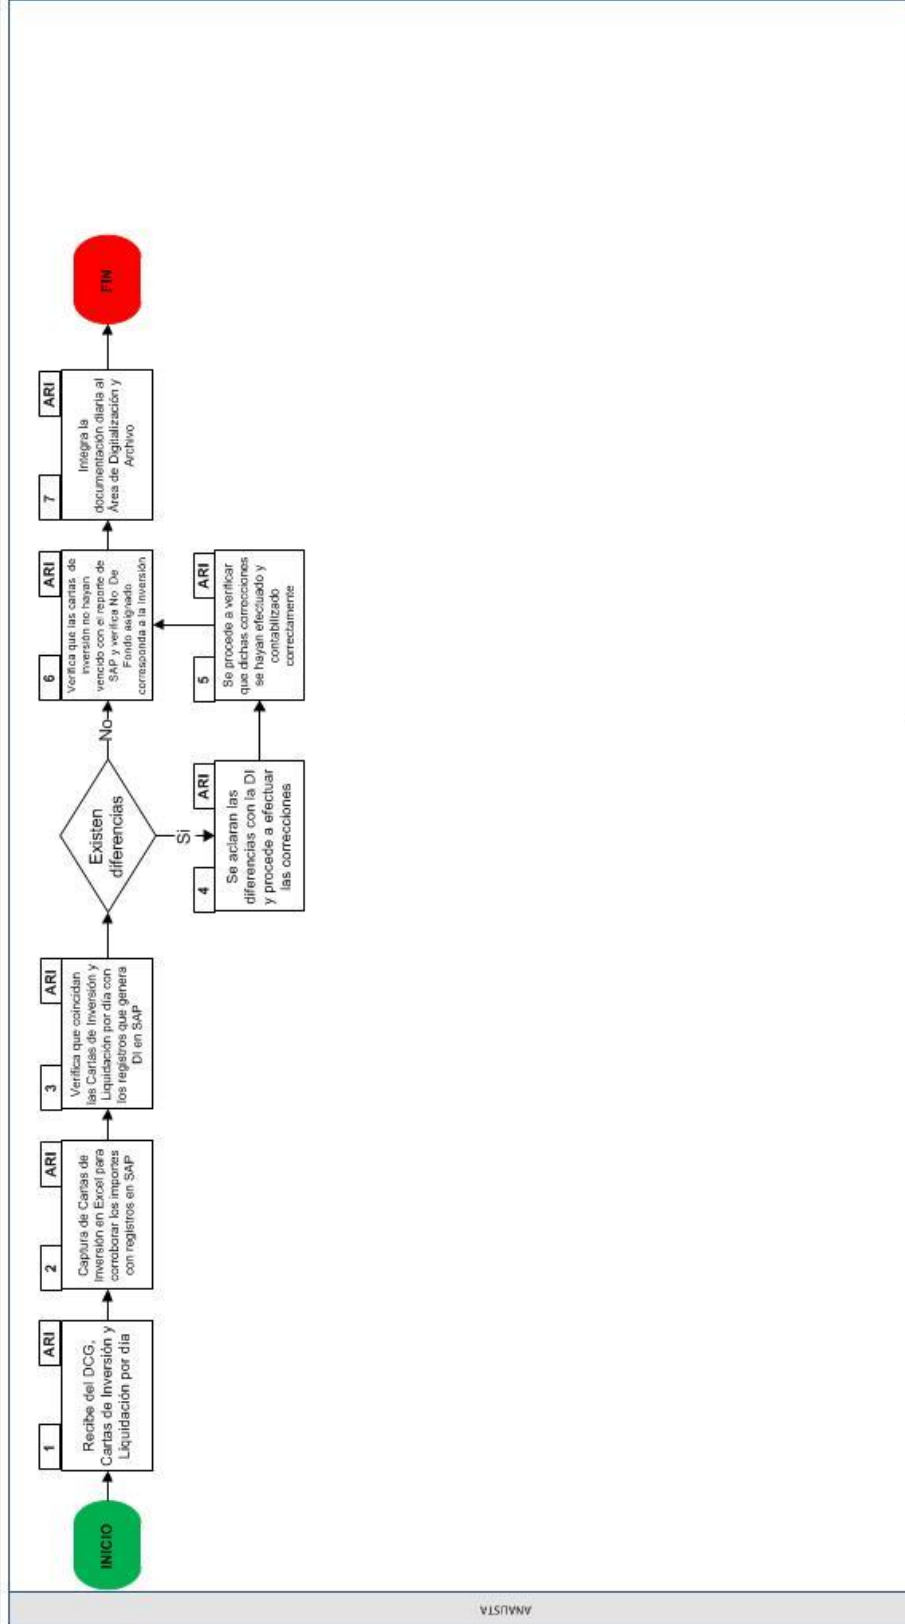 ANALISTA
INICIO
1
ARI
Recibe del DCG,
Cartas de Inversión y
Liquidación por día
2
ARI
Captura de Cartas de
Inversión en Excel para
corroborar los importes
con registros en SAP
3
ARI
Verifica que coincidan
las Cartas de Inversión y
Liquidación por día con
los registros que genera
DI en SAP
Existen
diferencias
Si
No
4
ARI
Se aclaran las
diferencias con la DI
y procede a efectuar
las correcciones
5
ARI
Se procede a verificar
que dichas correcciones
se hayan efectuado y
contabilizado
correctamente
6
ARI
Verifica que las cartas de
inversión no hayan
vencido con el reporte de
SAP y verifica No. De
Fondo asignado
corresponda a la Inversión
7
ARI
Integra la
documentación diaria al
Área de Digitalización y
Archivo
FIN